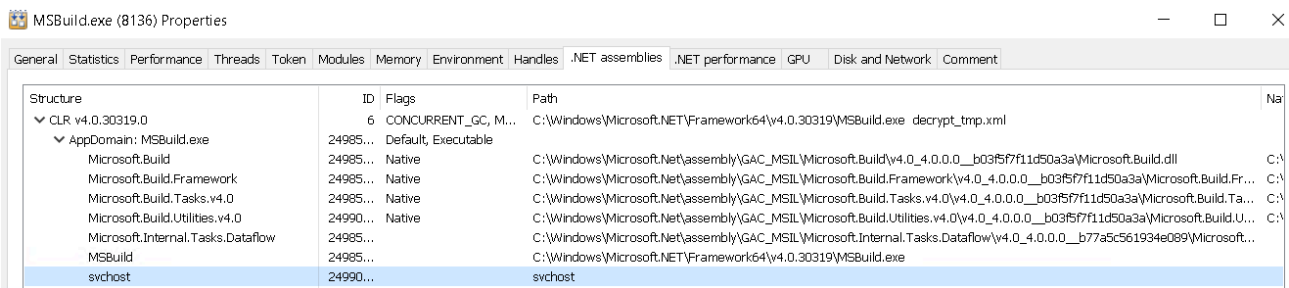 MSBuild.exe (8136) Properties
General Statistics Performance Threads Token Modules Memory Environment Handles .NET assemblies .NET performance GPU Disk and Network Comment
Structure ID Flags Path Na
CLR v4.0.30319.0 6 CONCURRENT_GC, M... C:\Windows\Microsoft.NET\Framework64\v4.0.30319\MSBuild.exe decrypt_tmp.xml
AppDomain: MSBuild.exe 24985... Default, Executable
Microsoft.Build 24985... Native C:\Windows\Microsoft.Net\assembly\GAC_MSIL\Microsoft.Build\v4.0_4.0.0.0__b03f5f7f11d50a3a\Microsoft.Build.dll C:\
Microsoft.Build.Framework 24985... Native C:\Windows\Microsoft.Net\assembly\GAC_MSIL\Microsoft.Build.Framework\v4.0_4.0.0.0__b03f5f7f11d50a3a\Microsoft.Build.Fr... C:\
Microsoft.Build.Tasks.v4.0 24985... Native C:\Windows\Microsoft.Net\assembly\GAC_MSIL\Microsoft.Build.Tasks.v4.0\v4.0_4.0.0.0__b03f5f7f11d50a3a\Microsoft.Build.Ta... C:\
Microsoft.Build.Utilities.v4.0 24990... Native C:\Windows\Microsoft.Net\assembly\GAC_MSIL\Microsoft.Build.Utilities.v4.0\v4.0_4.0.0.0__b03f5f7f11d50a3a\Microsoft.Build.U... C:\
Microsoft.Internal.Tasks.Dataflow 24985... C:\Windows\Microsoft.Net\assembly\GAC_MSIL\Microsoft.Internal.Tasks.Dataflow\v4.0_4.0.0.0__b77a5c561934e089\Microsoft...
MSBuild 24985... C:\Windows\Microsoft.NET\Framework64\v4.0.30319\MSBuild.exe
svchost 24990... svchost